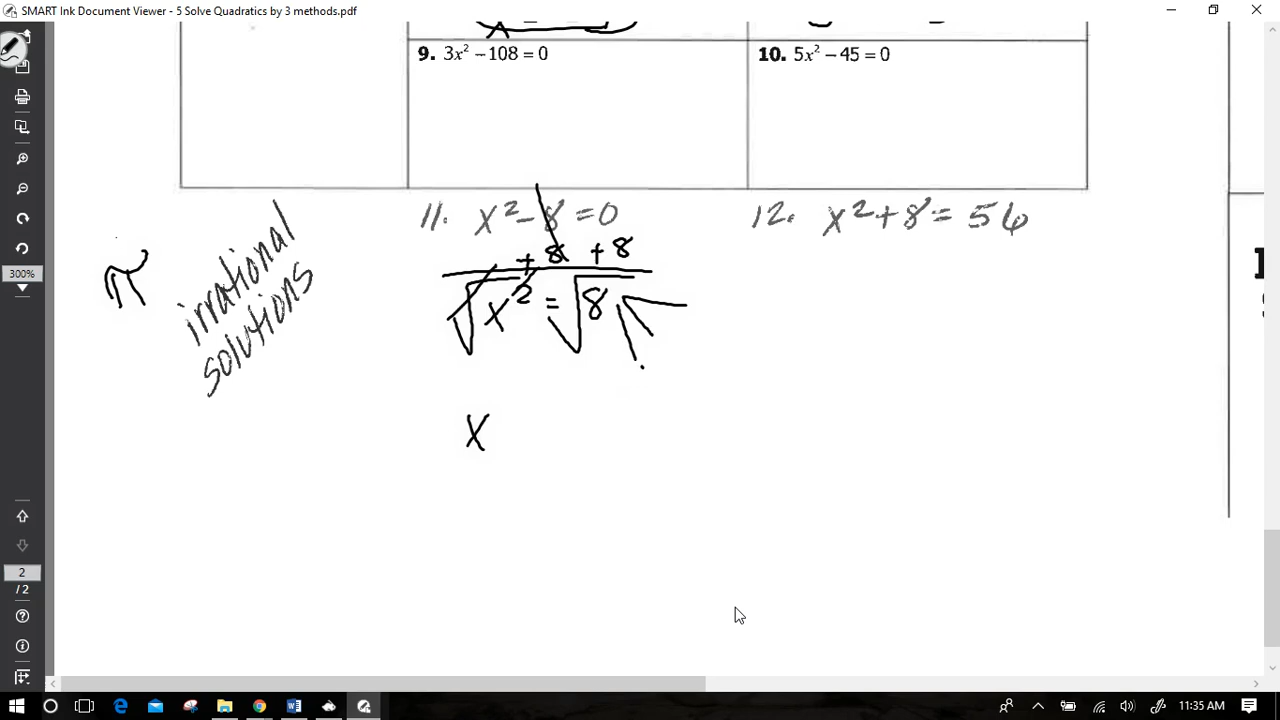 SMART Ink Document Viewer - 5 Solve Quadratics by 3 methods.pdf
9. 3x² − 108 = 0
10. 5x² − 45 = 0
11. x² - 8 = 0
12. x² + 8 = 56
+ 8 + 8
π
irrational
solutions
√x² = √8
x
300%
2
/ 2
11:35 AM